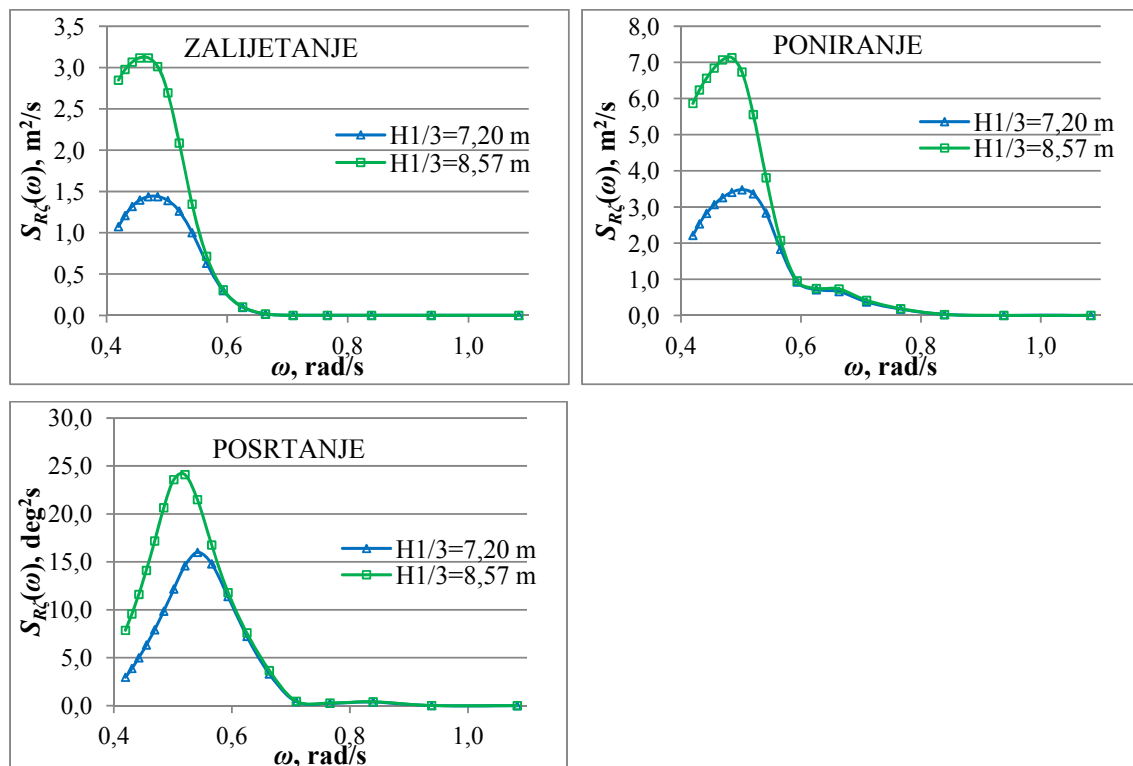 ZALIJETANJE
S_Rζ(ω), m²/s
3,5
3,0
2,5
2,0
1,5
1,0
0,5
0,0
H1/3=7,20 m
H1/3=8,57 m
0,4 0,6 0,8 1,0
ω, rad/s
PONIRANJE
S_Rζ(ω), m²/s
8,0
7,0
6,0
5,0
4,0
3,0
2,0
1,0
0,0
H1/3=7,20 m
H1/3=8,57 m
0,4 0,6 0,8 1,0
ω, rad/s
POSRTANJE
S_Rζ(ω), deg²s
30,0
25,0
20,0
15,0
10,0
5,0
0,0
H1/3=7,20 m
H1/3=8,57 m
0,4 0,6 0,8 1,0
ω, rad/s